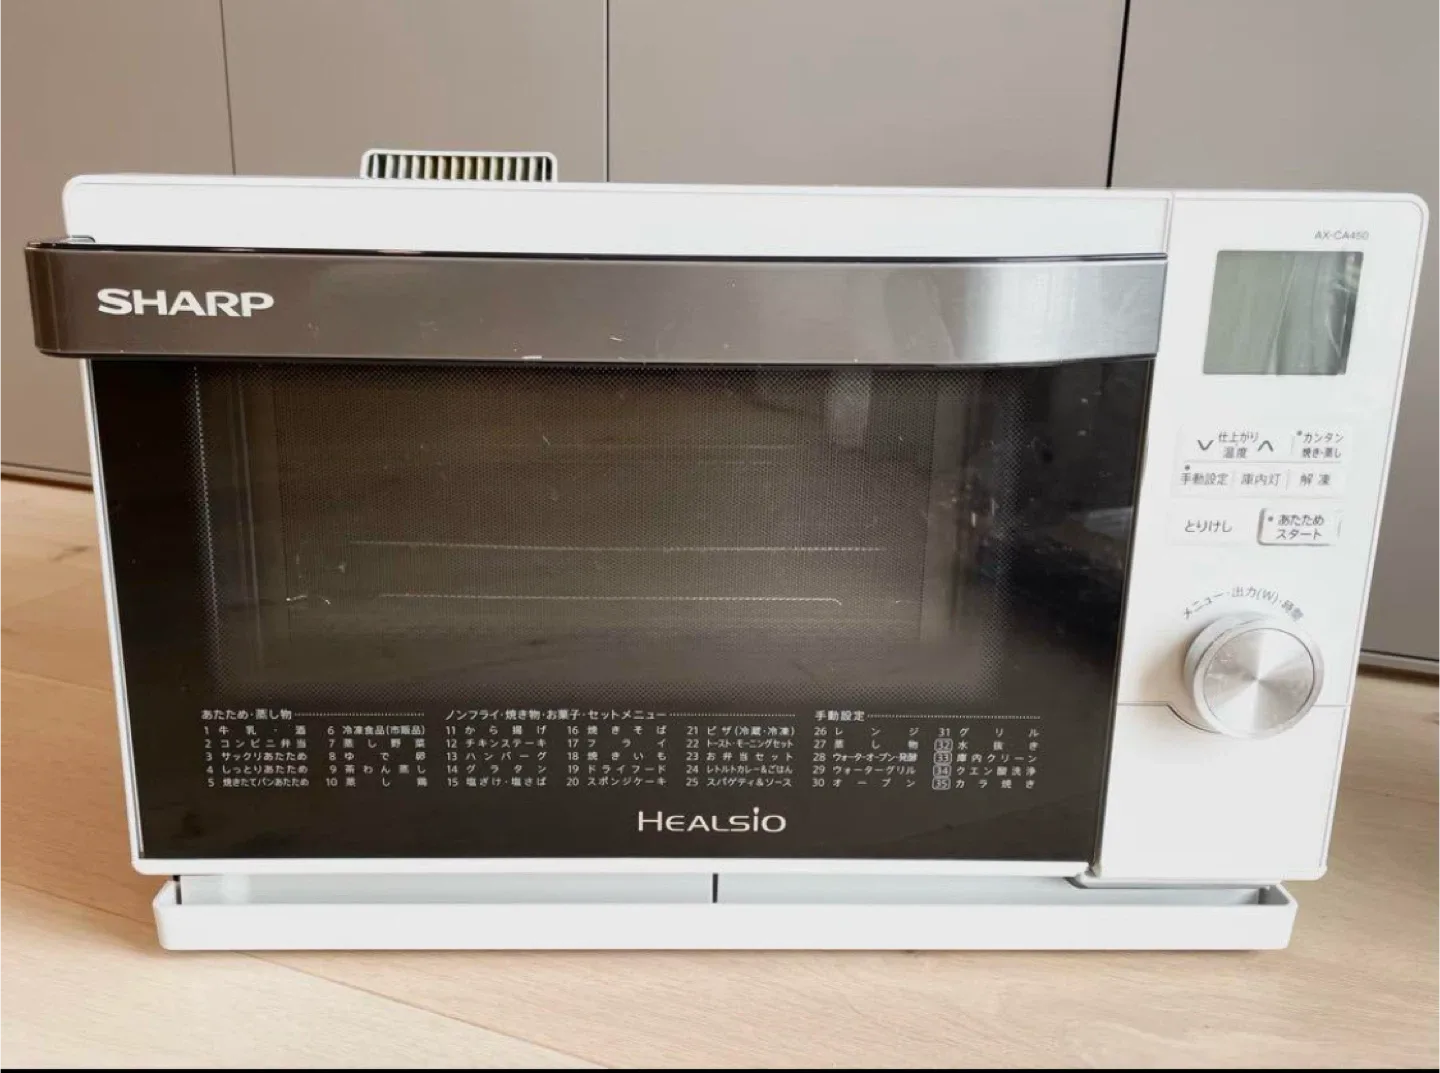 AX-CA450
SHARP
仕上がり
温度
カンタン
焼き・蒸し
手動設定 庫内灯 解凍
とりけし
あたため
スタート
メニュー・出力(W)・時間
あたため・蒸し物
1 牛乳・酒
2 コンビニ弁当
3 サックリあたため
4 しっとりあたため
5 焼きたてパンあたため
6 冷凍食品(市販品)
7 蒸し野菜
8 ゆで卵
9 茶わん蒸し
10 蒸し鶏
ノンフライ・焼き物・お菓子・セットメニュー
11 から揚げ
12 チキンステーキ
13 ハンバーグ
14 グラタン
15 塩ざけ・塩さば
16 焼きそば
17 フライ
18 焼きいも
19 ドライフード
20 スポンジケーキ
21 ピザ(冷蔵・冷凍)
22 トースト・モーニングセット
23 お弁当セット
24 レトルトカレー&ごはん
25 スパゲティ&ソース
手動設定
26 レンジ
27 蒸し物
28 ウォーターオーブン・発酵
29 ウォーターグリル
30 オーブン
31 グリル
32 水抜き
33 庫内クリーン
34 クエン酸洗浄
35 カラ焼き
HEALSiO